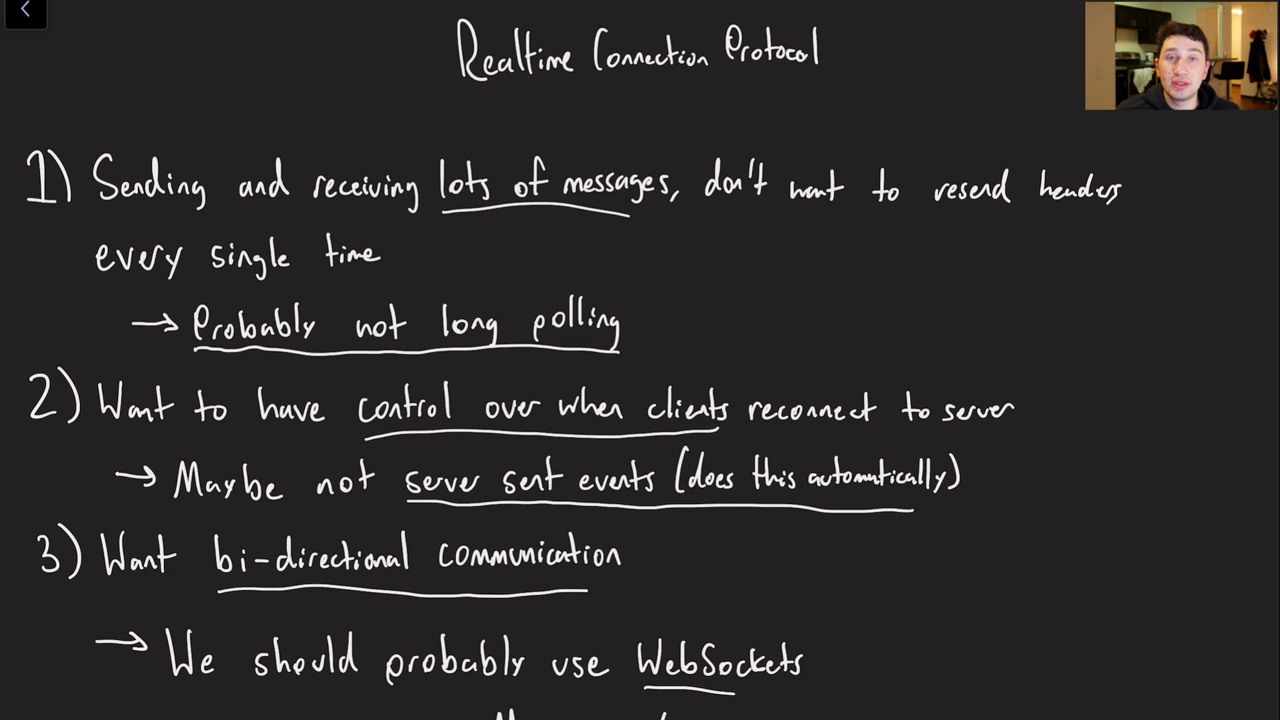 Realtime Connection Protocol
1) Sending and receiving lots of messages, don't want to resend headers
every single time
→ Probably not long polling
2) Want to have control over when clients reconnect to server
→ Maybe not server sent events (does this automatically)
3) Want bi-directional communication
→ We should probably use WebSockets